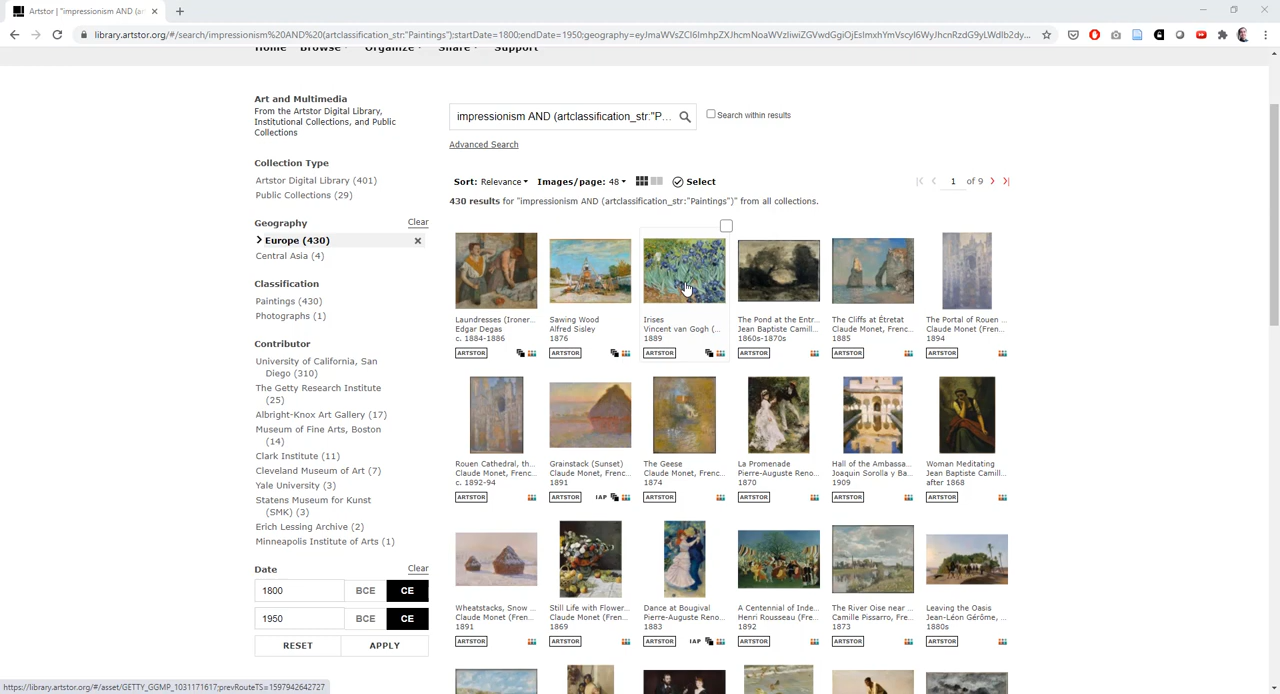 Artstor | "impressionism AND (ar
library.artstor.org/#/search/impressionism%20AND%20(artclassification_str:"Paintings");startDate=1800;endDate=1950;geography=
Home Browse Organize Share Support
Art and Multimedia
From the Artstor Digital Library,
Institutional Collections, and Public
Collections
impressionism AND (artclassification_str:"P...
Search within results
Advanced Search
Collection Type
Artstor Digital Library (401)
Public Collections (29)
Sort: Relevance Images/page: 48 Select
1 of 9
430 results for "impressionism AND (artclassification_str:"Paintings")" from all collections.
Geography Clear
Europe (430)
Central Asia (4)
Classification
Paintings (430)
Photographs (1)
Contributor
University of California, San
Diego (310)
The Getty Research Institute
(25)
Albright-Knox Art Gallery (17)
Museum of Fine Arts, Boston
(14)
Clark Institute (11)
Cleveland Museum of Art (7)
Yale University (3)
Statens Museum for Kunst
(SMK) (3)
Erich Lessing Archive (2)
Minneapolis Institute of Arts (1)
Date Clear
1800 BCE CE
1950 BCE CE
RESET APPLY
Laundresses (Ironer...
Edgar Degas
c. 1884-1886
ARTSTOR
Sawing Wood
Alfred Sisley
1876
ARTSTOR
Irises
Vincent van Gogh (...
1889
ARTSTOR
The Pond at the Entr...
Jean Baptiste Camill...
1860s-1870s
ARTSTOR
The Cliffs at Étretat
Claude Monet, Frenc...
1885
ARTSTOR
The Portal of Rouen ...
Claude Monet (Fren...
1894
ARTSTOR
Rouen Cathedral, th...
Claude Monet, Frenc...
c. 1892-94
ARTSTOR
Grainstack (Sunset)
Claude Monet, Frenc...
1891
ARTSTOR IAP
The Geese
Claude Monet, Frenc...
1874
ARTSTOR
La Promenade
Pierre-Auguste Reno...
1870
ARTSTOR
Hall of the Ambassa...
Joaquin Sorolla y Ba...
1909
ARTSTOR
Woman Meditating
Jean Baptiste Camill...
after 1868
ARTSTOR
Wheatstacks, Snow ...
Claude Monet (Fren...
1891
ARTSTOR
Still Life with Flower...
Claude Monet, Frenc...
1869
ARTSTOR
Dance at Bougival
Pierre-Auguste Reno...
1883
ARTSTOR IAP
A Centennial of Inde...
Henri Rousseau (Fre...
1892
ARTSTOR
The River Oise near ...
Camille Pissarro, Fre...
1873
ARTSTOR
Leaving the Oasis
Jean-Léon Gérôme, ...
1880s
ARTSTOR
https://library.artstor.org/#/asset/GETTY_GGMP_1031171617;prevRouteTS=1597942642727